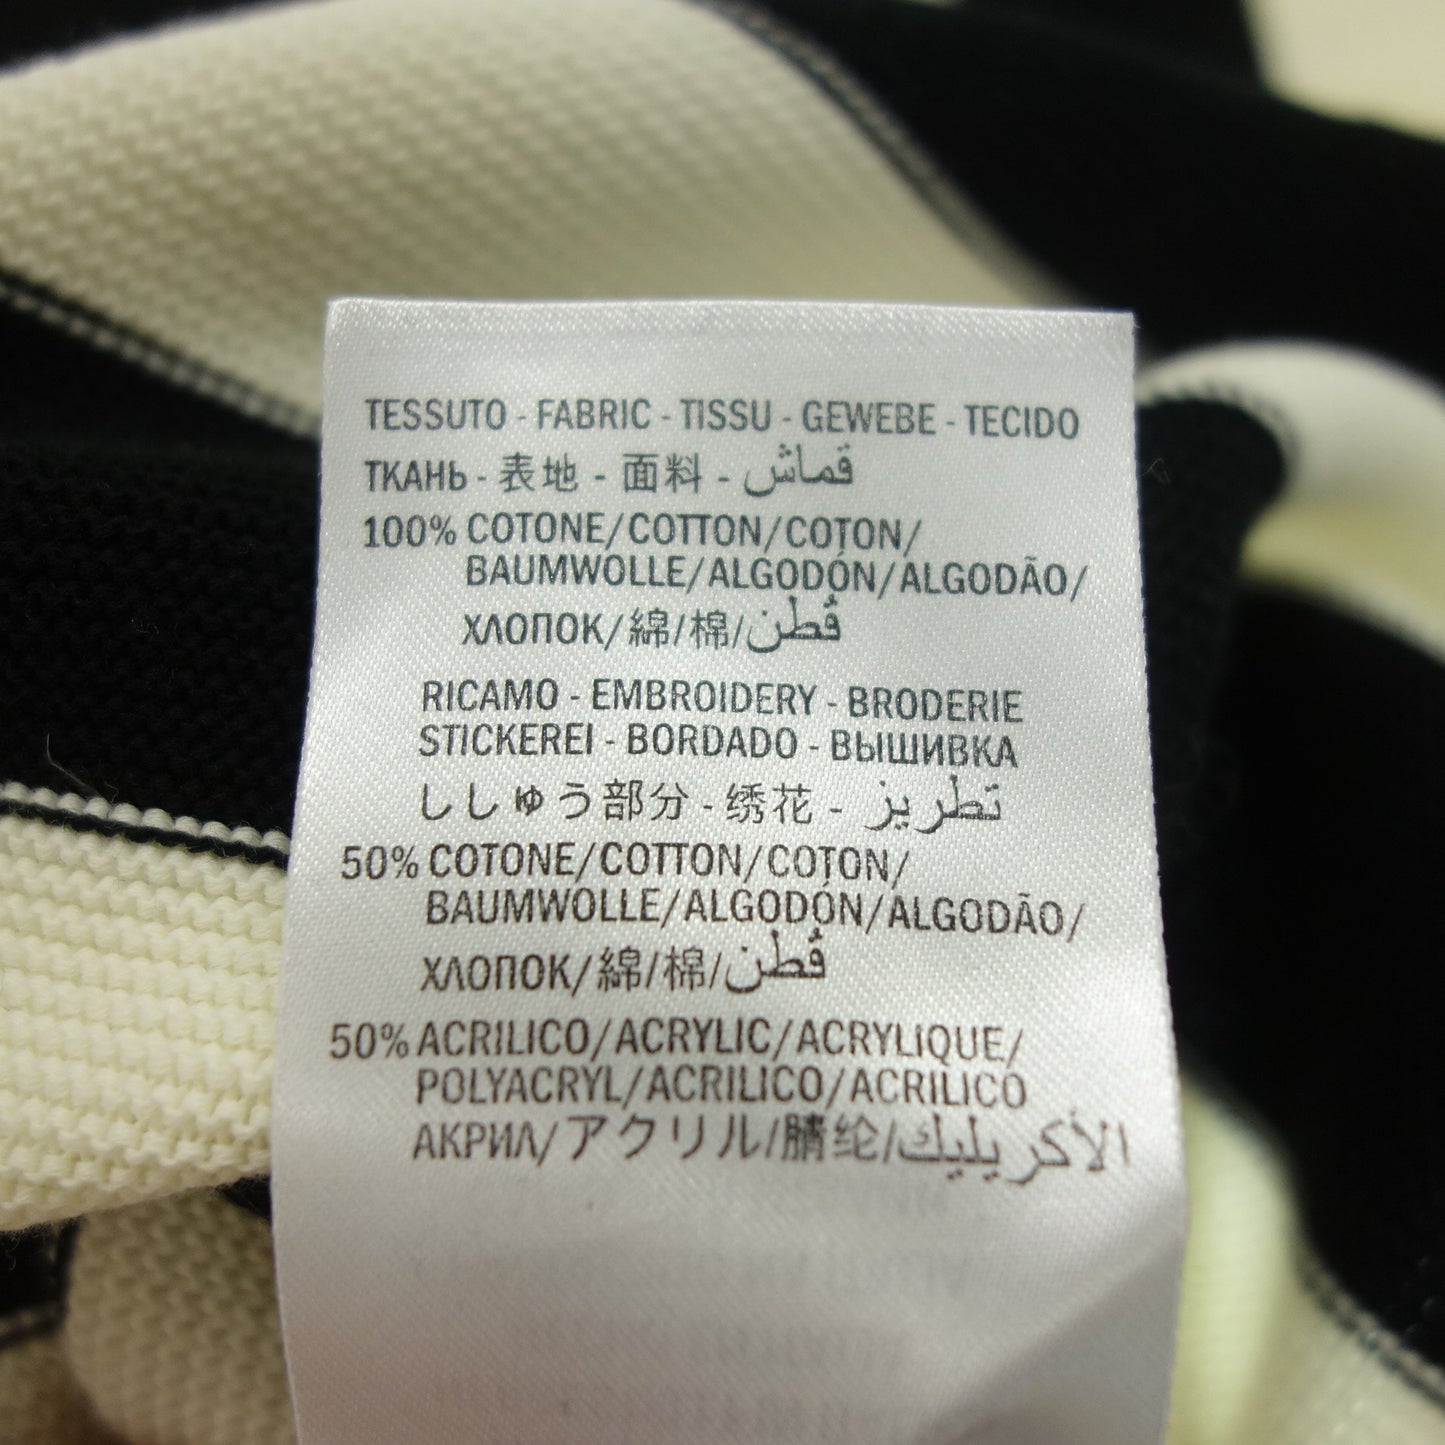 TESSUTO - FABRIC - TISSU - GEWEBE - TECIDO
ТКАНЬ - 表地 - 面料 - قماش
100% COTONE/COTTON/COTON/
BAUMWOLLE/ALGODÓN/ALGODÃO/
ХЛОПОК/綿/棉/قُطن
RICAMO - EMBROIDERY - BRODERIE
STICKEREI - BORDADO - ВЫШИВКА
ししゅう部分 - 绣花 - تطريز
50% COTONE/COTTON/COTON/
BAUMWOLLE/ALGODÓN/ALGODÃO/
ХЛОПОК/綿/棉/قُطن
50% ACRILICO/ACRYLIC/ACRYLIQUE/
POLYACRYL/ACRILICO/ACRILICO
АКРИЛ/アクリル/腈纶/الأكريليك